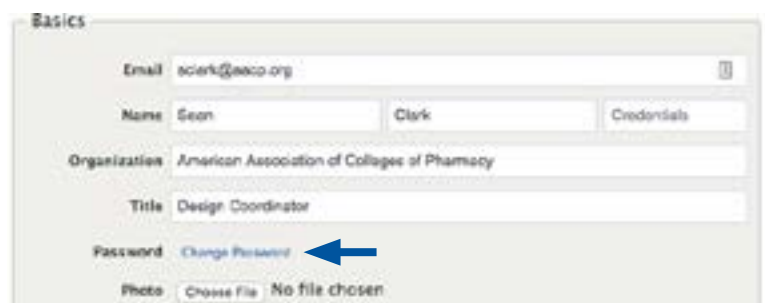 Basics
Email sclark@aacp.org
Name Sean Clark Credentials
Organization American Association of Colleges of Pharmacy
Title Design Coordinator
Password Change Password
Photo Choose File No file chosen